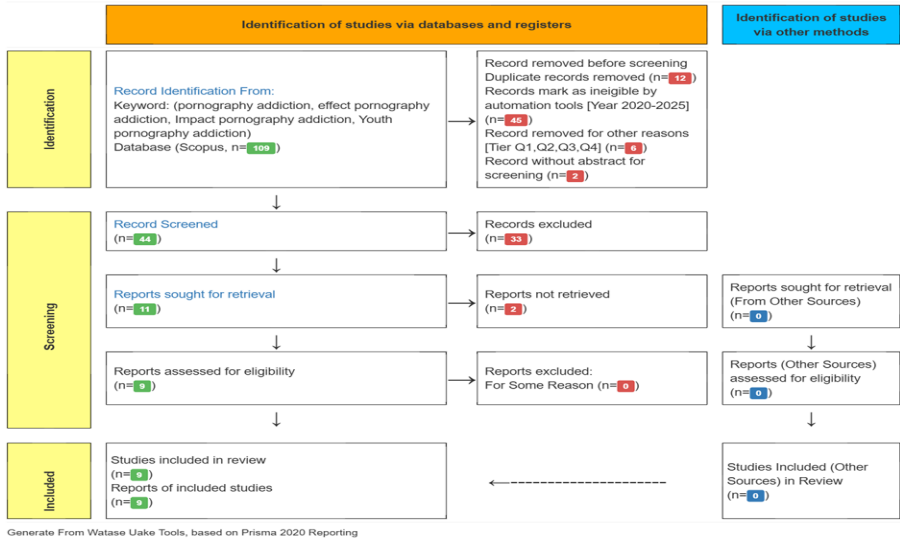 Identification of studies via databases and registers
Identification of studies
via other methods
Identification
Record Identification From:
Keyword: (pornography addiction, effect pornography
addiction, Impact pornography addiction, Youth
pornography addiction)
Database (Scopus, n= 109 )
Record removed before screening
Duplicate records removed (n= 12 )
Records mark as ineigible by
automation tools [Year 2020-2025]
(n= 45 )
Record removed for other reasons
[Tier Q1,Q2,Q3,Q4] (n= 6 )
Record without abstract for
screening (n= 2 )
Screening
Record Screened
(n= 44 )
Records excluded
(n= 33 )
Reports sought for retrieval
(n= 11 )
Reports not retrieved
(n= 2 )
Reports sought for retrieval
(From Other Sources)
(n= 0 )
Reports assessed for eligibility
(n= 9 )
Reports excluded:
For Some Reason (n= 0 )
Reports (Other Sources)
assessed for eligibility
(n= 0 )
Included
Studies included in review
(n= 9 )
Reports of included studies
(n= 9 )
Studies Included (Other
Sources) in Review
(n= 0 )
Generate From Watase Uake Tools, based on Prisma 2020 Reporting